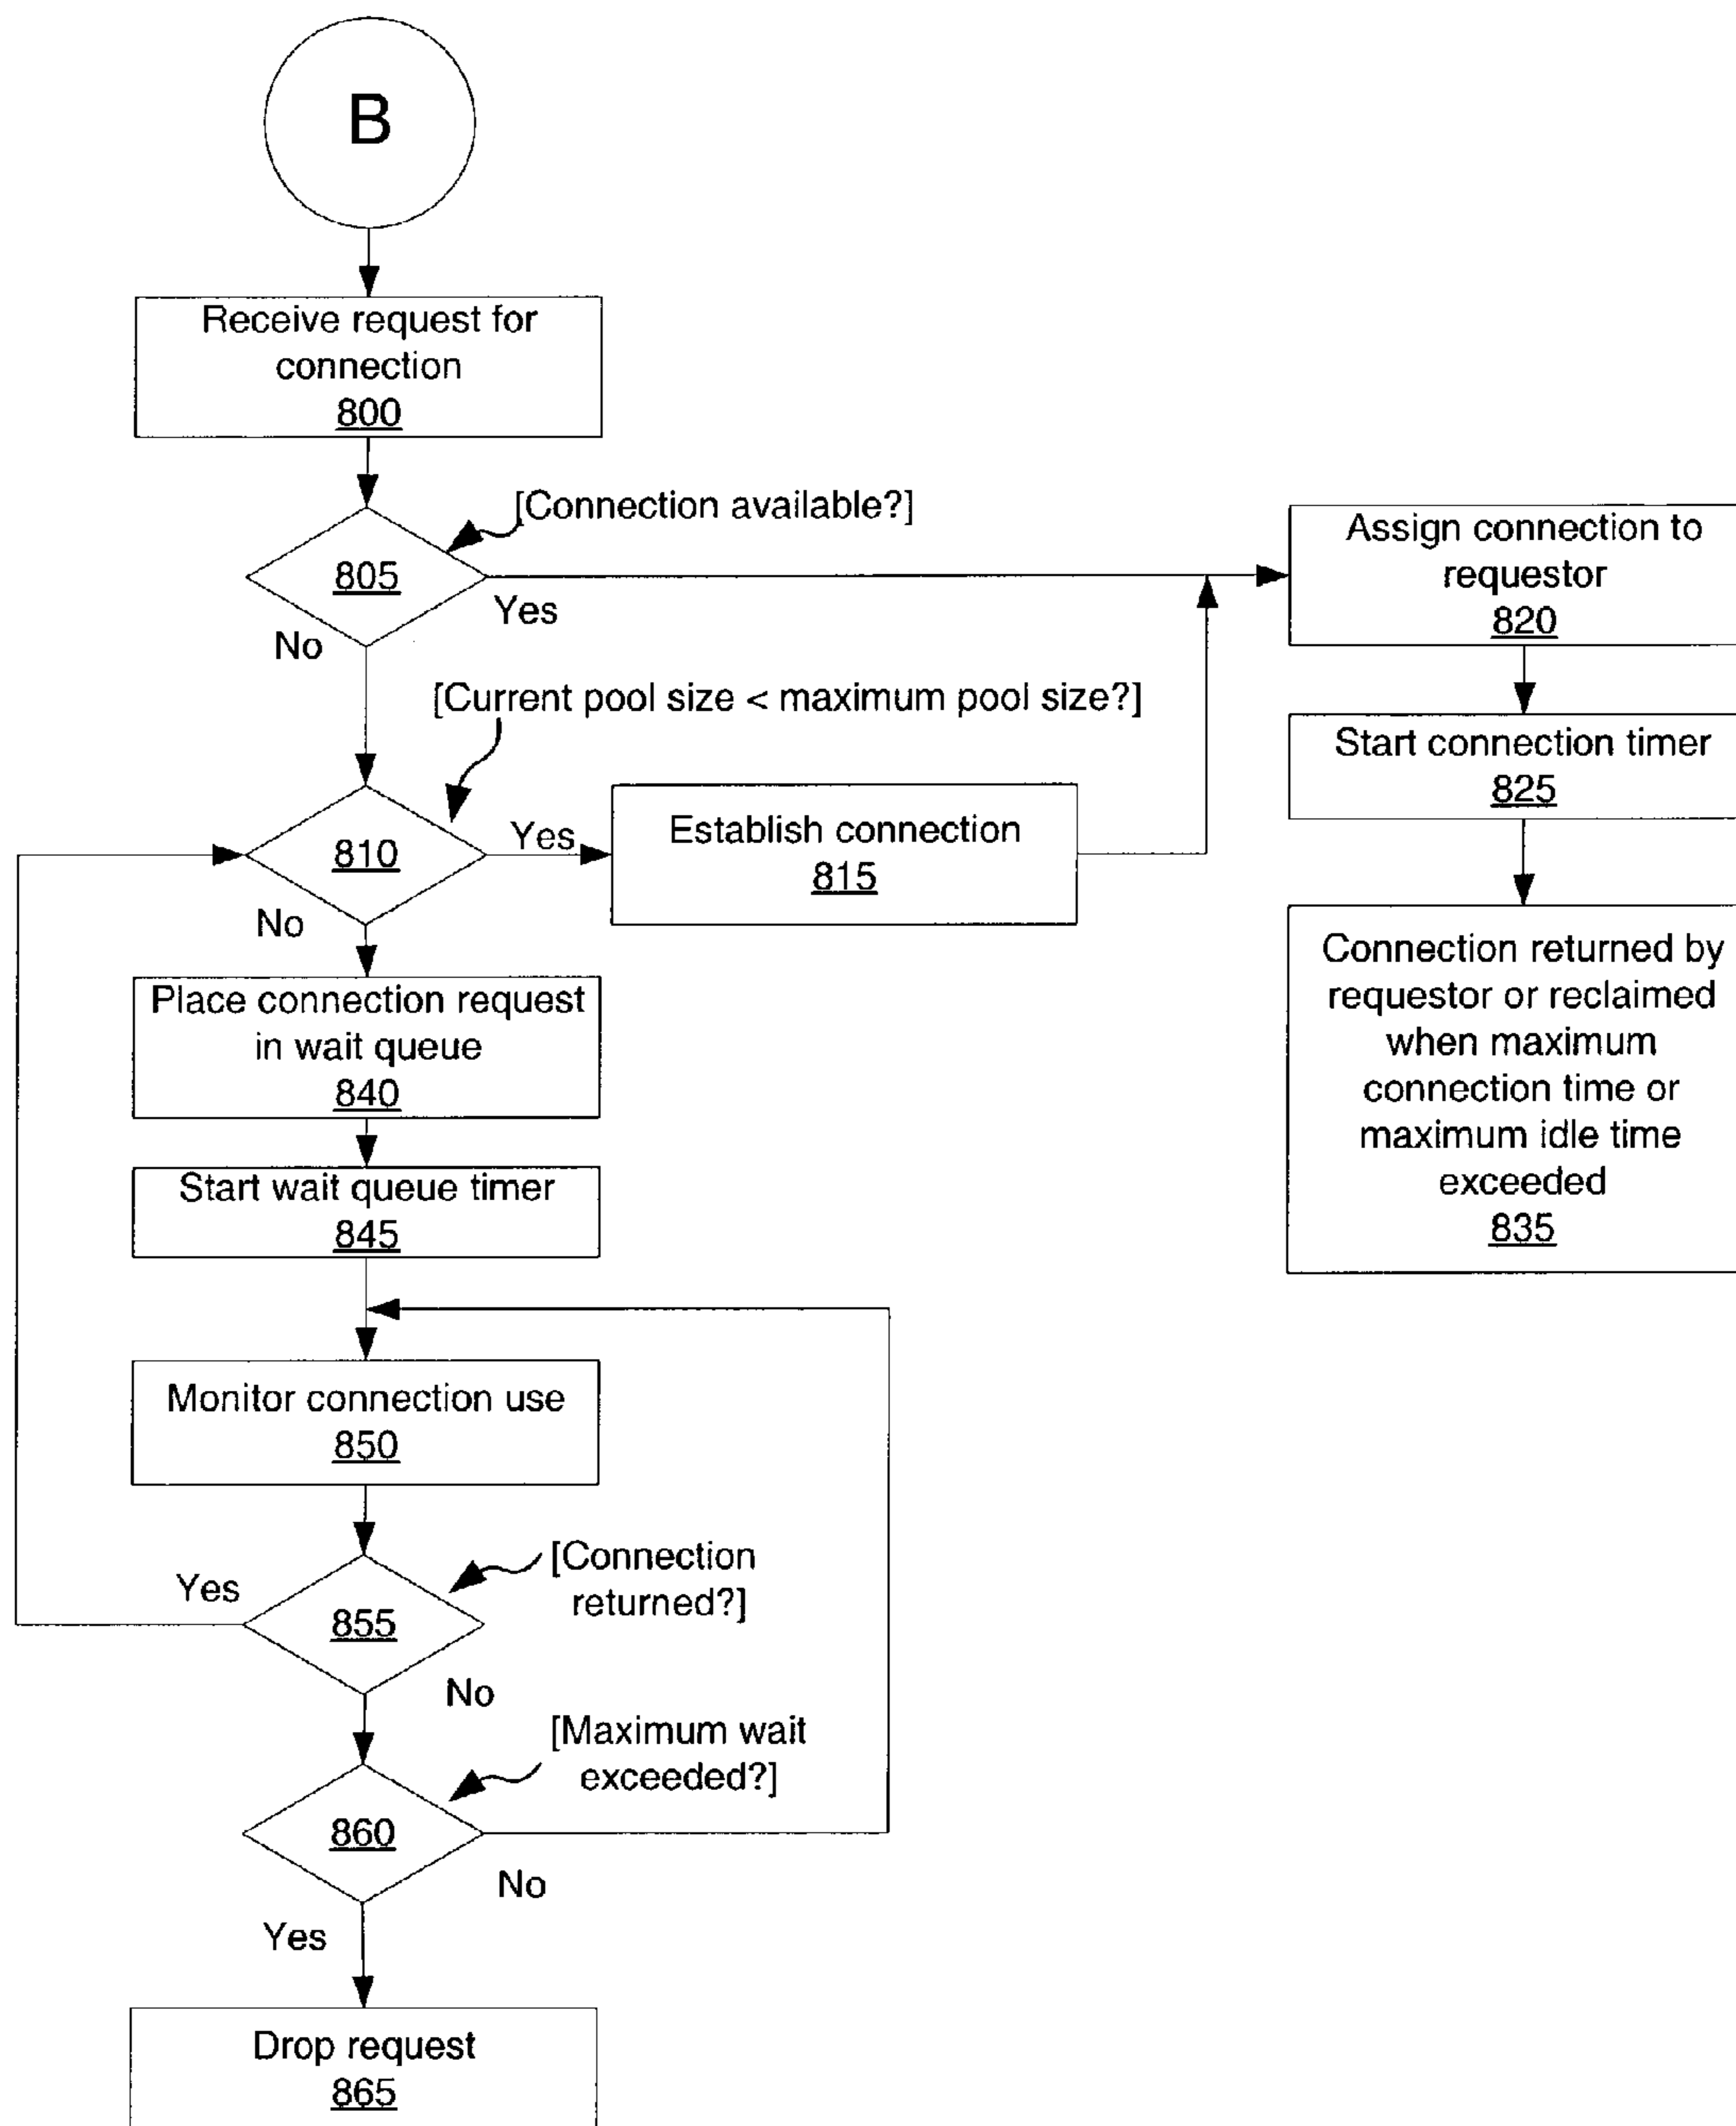 B
Receive request for
connection
800
[Connection available?]
805
Yes
No
Assign connection to
requestor
820
[Current pool size < maximum pool size?]
Start connection timer
825
810
Yes
No
Establish connection
815
Connection returned by
requestor or reclaimed
when maximum
connection time or
maximum idle time
exceeded
835
Place connection request
in wait queue
840
Start wait queue timer
845
Monitor connection use
850
[Connection
returned?]
Yes
855
No
[Maximum wait
exceeded?]
860
No
Yes
Drop request
865